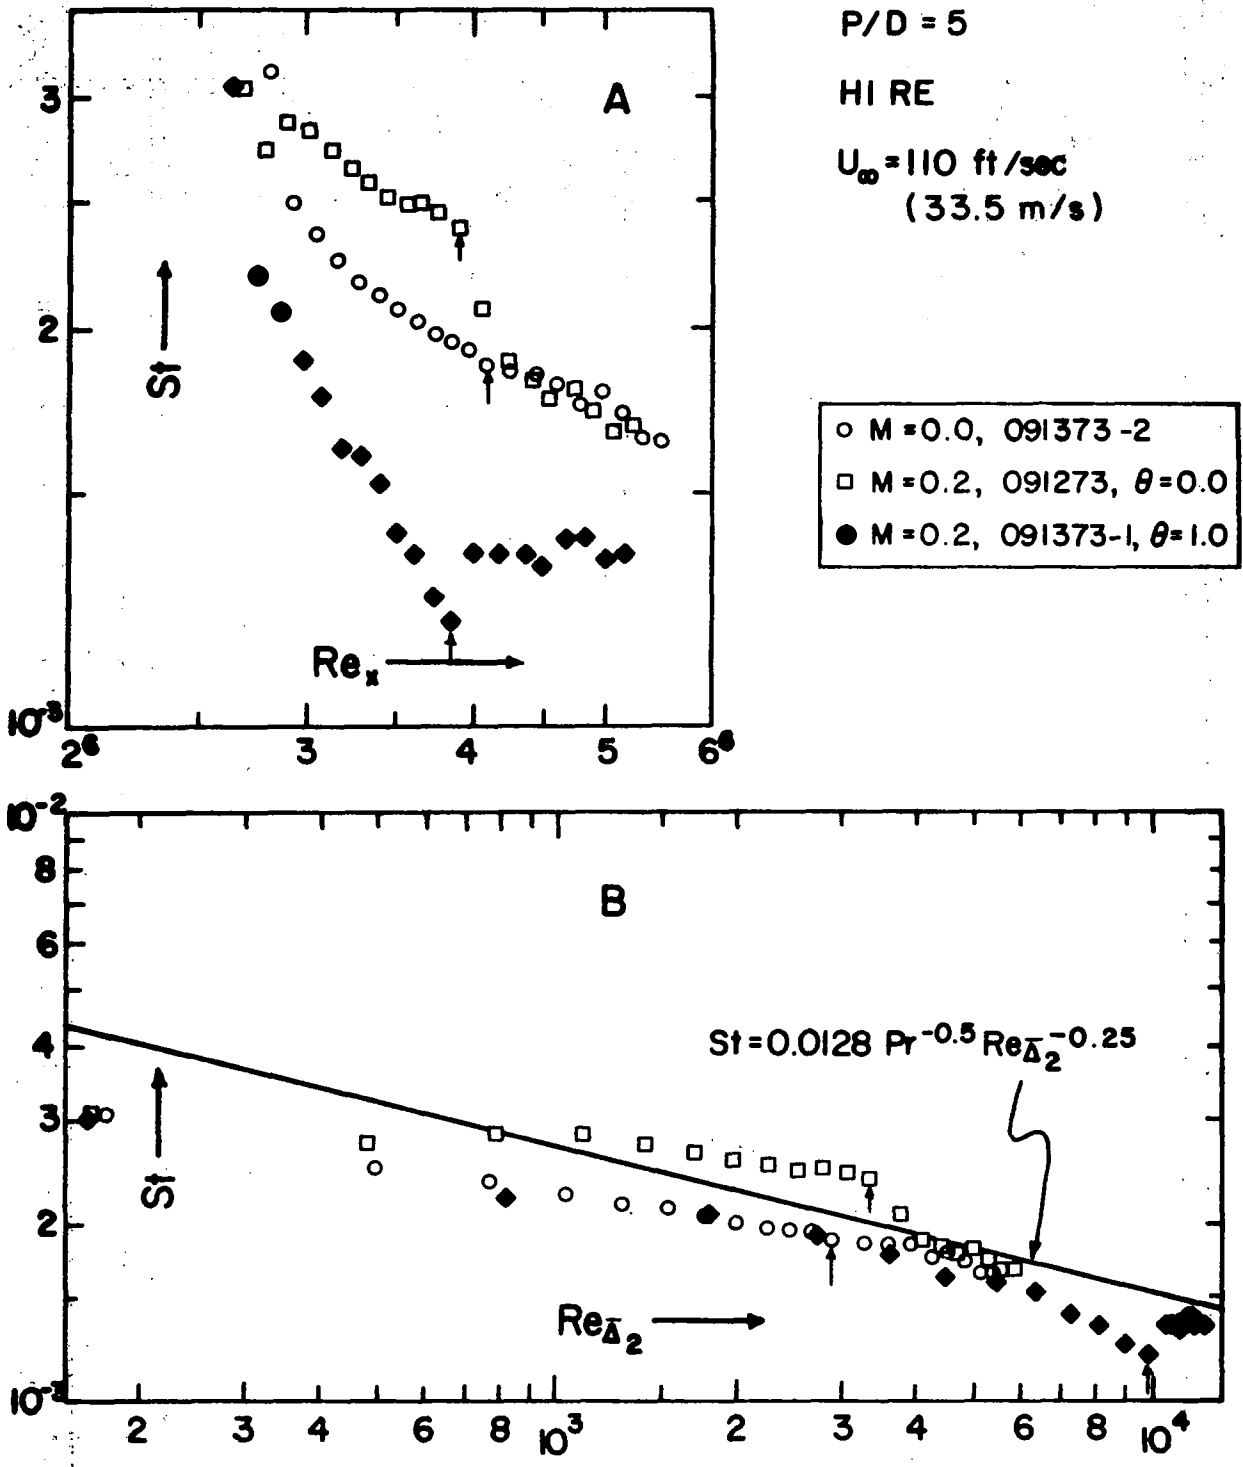 P/D = 5
HI RE
U∞ = 110 ft/sec
(33.5 m/s)
A
3
2
10⁻³
St
Reₓ
2⁶ 3 4 5 6⁶
○ M = 0.0, 091373-2
□ M = 0.2, 091273, θ = 0.0
● M = 0.2, 091373-1, θ = 1.0
B
10⁻²
8
6
4
3
2
10⁻³
St
St = 0.0128 Pr⁻⁰·⁵ Re_Δ̄₂⁻⁰·²⁵
Re_Δ̄₂
2 3 4 6 8 10³ 2 3 4 6 8 10⁴